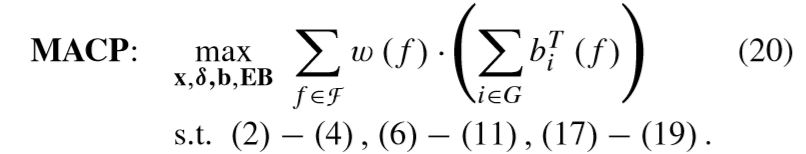 MACP: max_{x,δ,b,EB} ∑_{f∈ℱ} w (f) · (∑_{i∈G} b_i^T (f)) (20)
s.t. (2) − (4) , (6) − (11) , (17) − (19) .